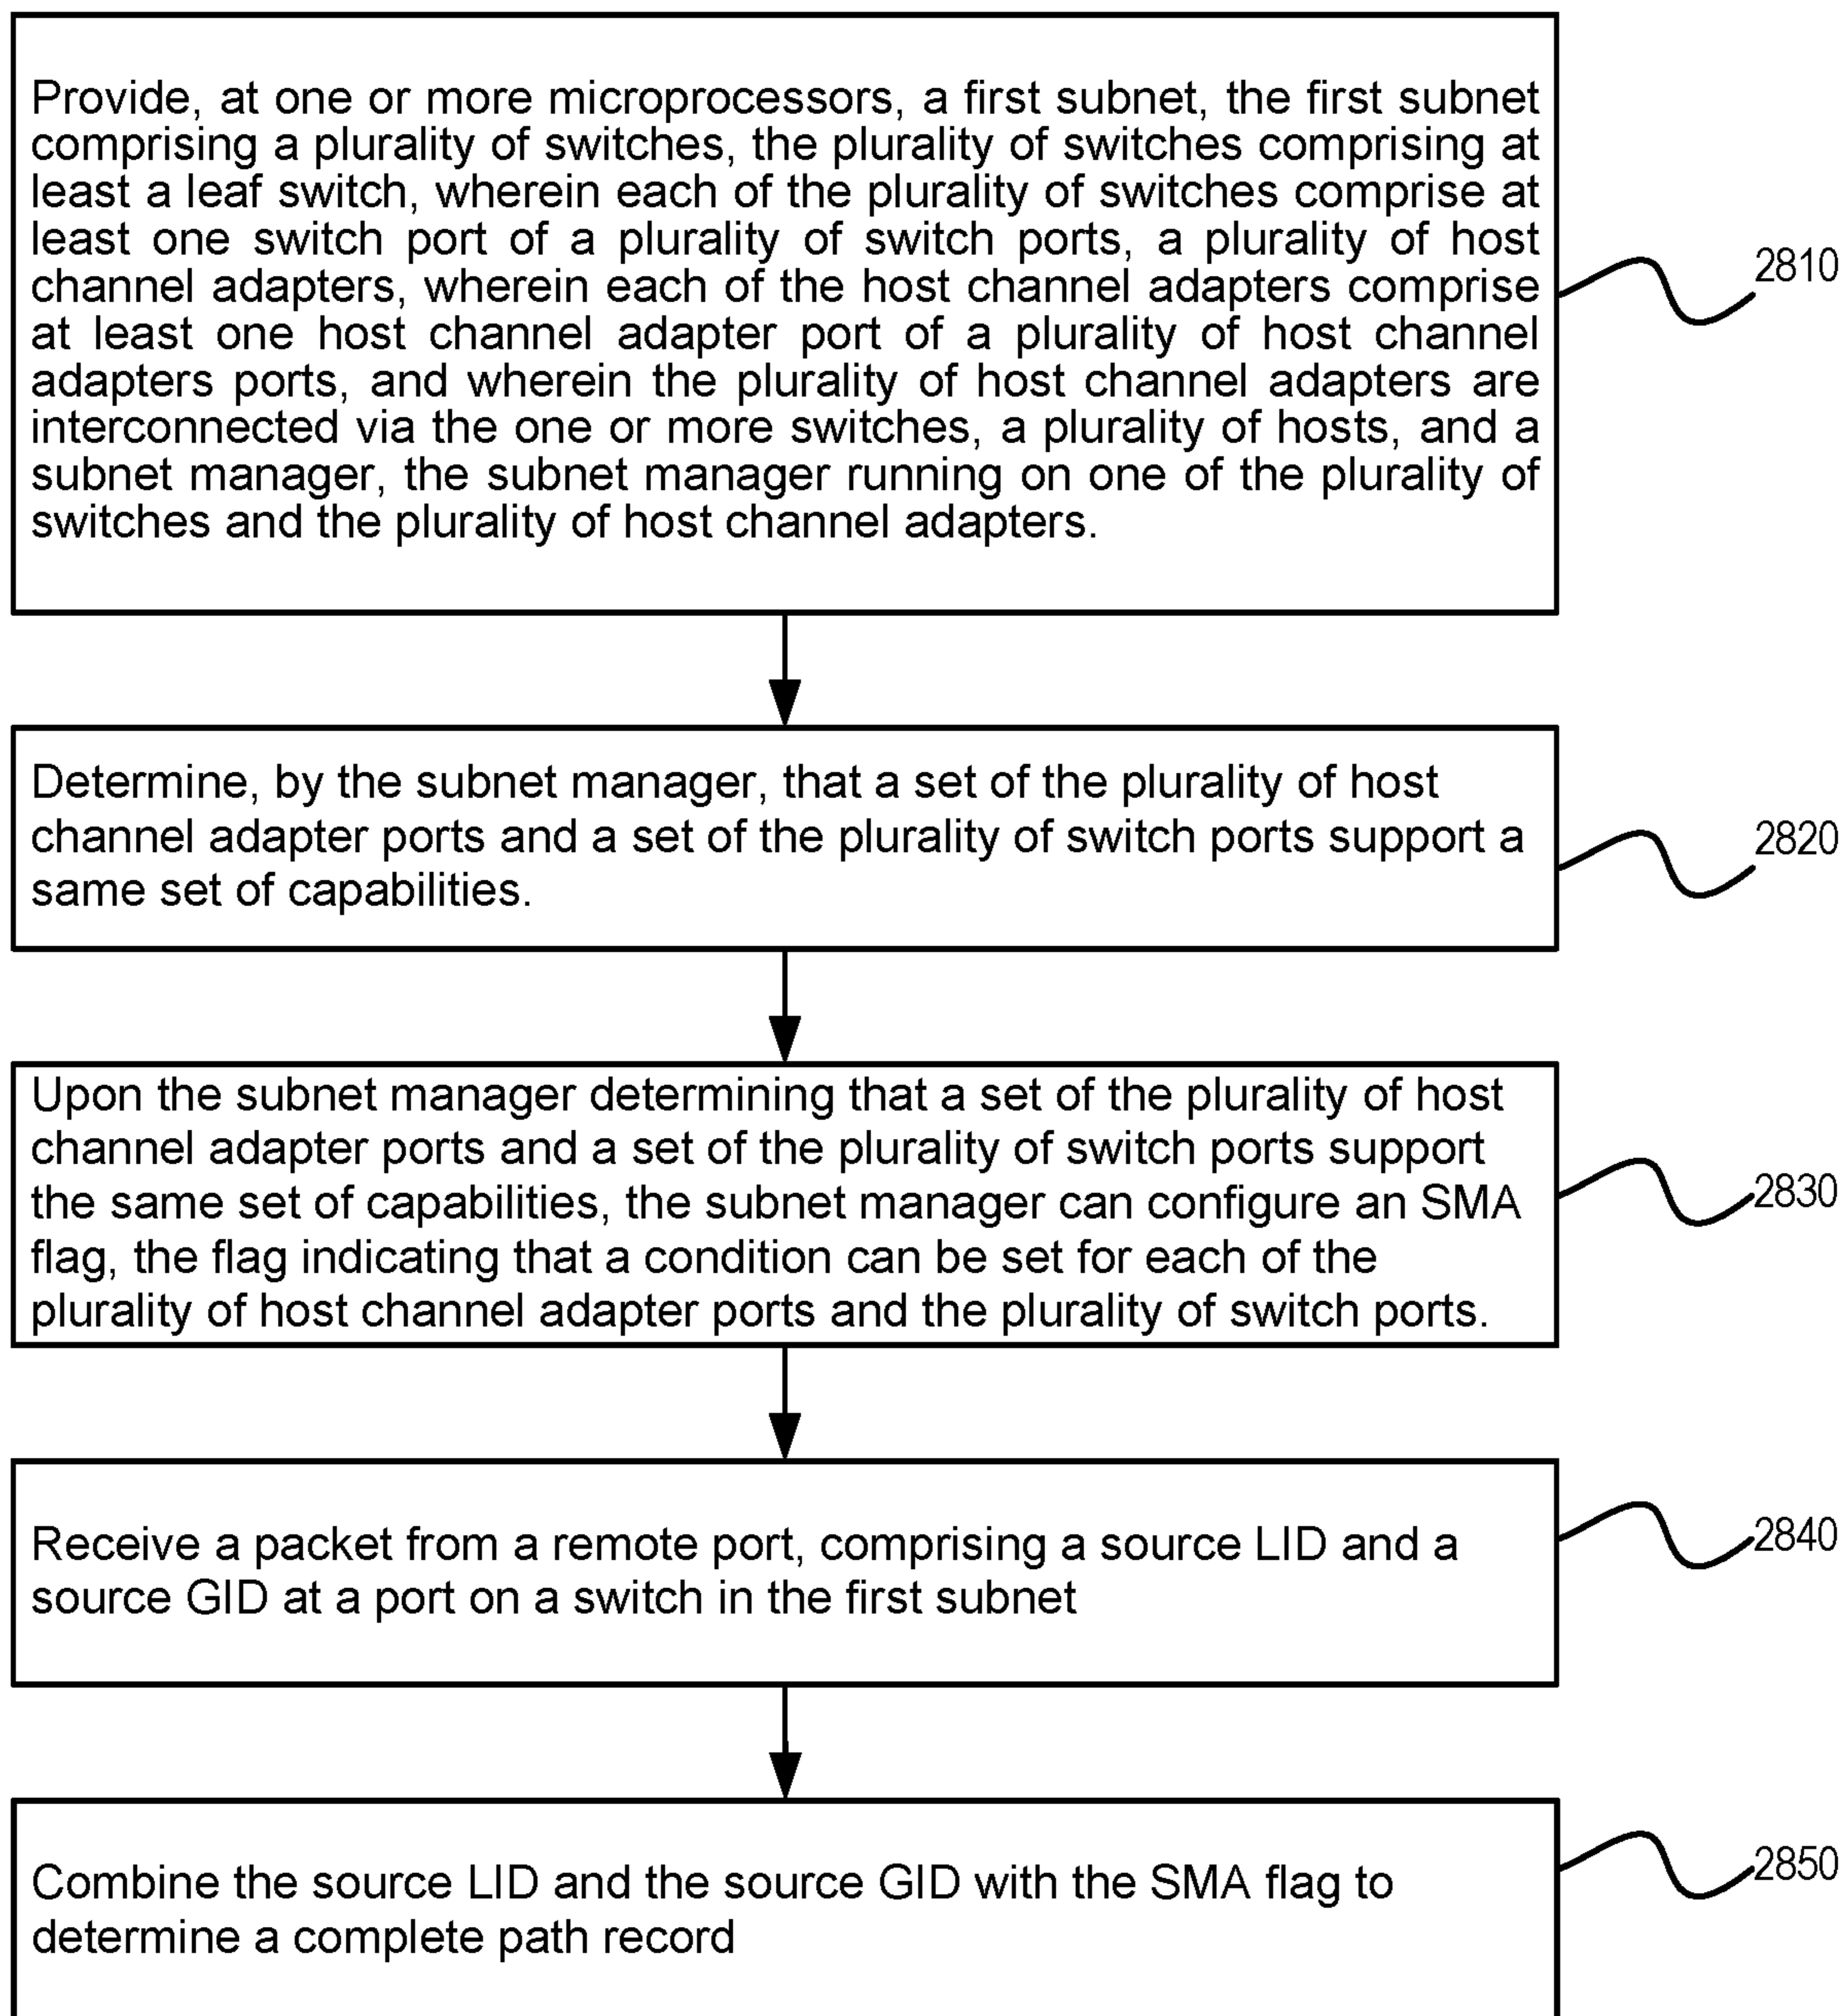 Provide, at one or more microprocessors, a first subnet, the first subnet
comprising a plurality of switches, the plurality of switches comprising at
least a leaf switch, wherein each of the plurality of switches comprise at
least one switch port of a plurality of switch ports, a plurality of host
channel adapters, wherein each of the host channel adapters comprise
at least one host channel adapter port of a plurality of host channel
adapters ports, and wherein the plurality of host channel adapters are
interconnected via the one or more switches, a plurality of hosts, and a
subnet manager, the subnet manager running on one of the plurality of
switches and the plurality of host channel adapters.
2810
Determine, by the subnet manager, that a set of the plurality of host
channel adapter ports and a set of the plurality of switch ports support a
same set of capabilities.
2820
Upon the subnet manager determining that a set of the plurality of host
channel adapter ports and a set of the plurality of switch ports support
the same set of capabilities, the subnet manager can configure an SMA
flag, the flag indicating that a condition can be set for each of the
plurality of host channel adapter ports and the plurality of switch ports.
2830
Receive a packet from a remote port, comprising a source LID and a
source GID at a port on a switch in the first subnet
2840
Combine the source LID and the source GID with the SMA flag to
determine a complete path record
2850